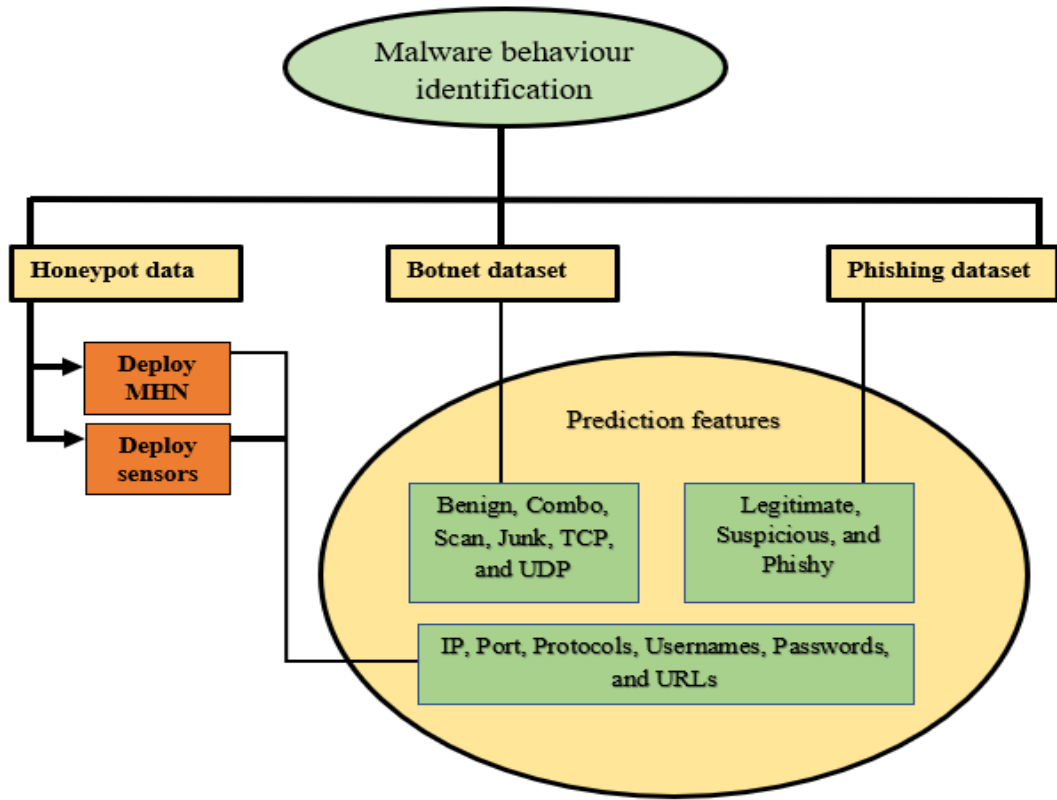 Malware behaviour
identification
Honeypot data
Botnet dataset
Phishing dataset
Deploy
MHN
Deploy
sensors
Prediction features
Benign, Combo,
Scan, Junk, TCP,
and UDP
Legitimate,
Suspicious, and
Phishy
IP, Port, Protocols, Usernames, Passwords,
and URLs